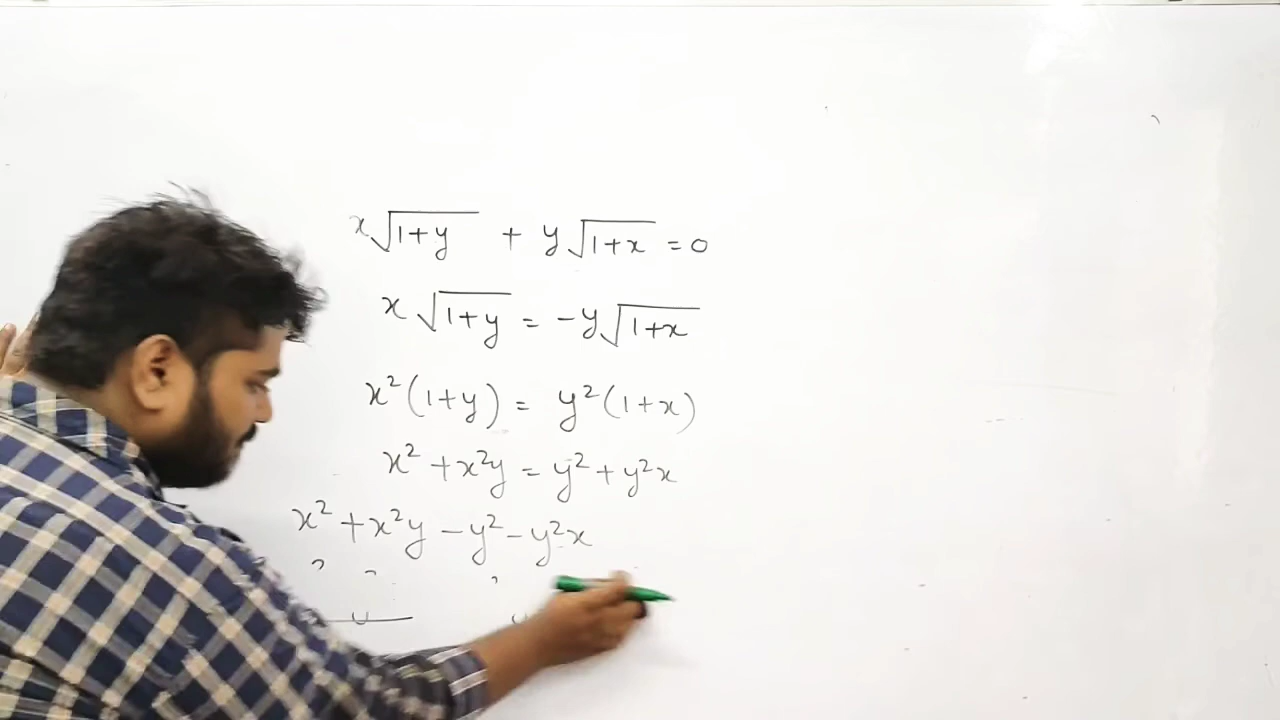 x√(1+y) + y√(1+x) = 0
x√(1+y) = -y√(1+x)
x²(1+y) = y²(1+x)
x² + x²y = y² + y²x
x² + x²y - y² - y²x